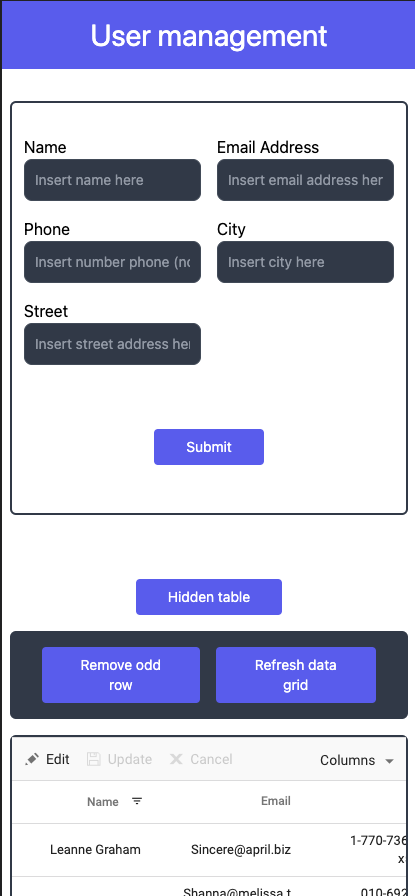 User management
Name Email Address
Insert name here Insert email address her
Phone City
Insert number phone (no Insert city here
Street
Insert street address her
Submit
Hidden table
Remove odd
row
Refresh data
grid
Edit Update Cancel Columns
Name Email
Leanne Graham Sincere@april.biz 1-770-736
x
Shanna@melissa.t 010-692